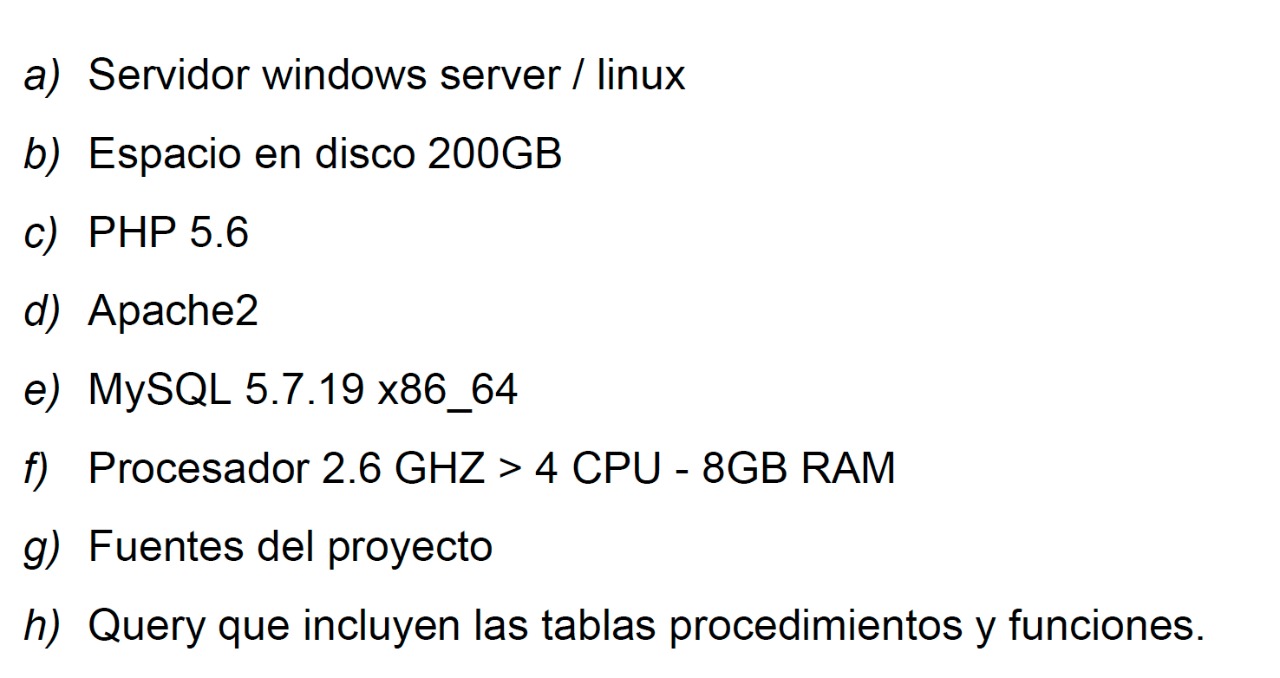 a) Servidor windows server / linux
b) Espacio en disco 200GB
c) PHP 5.6
d) Apache2
e) MySQL 5.7.19 x86_64
f) Procesador 2.6 GHZ > 4 CPU - 8GB RAM
g) Fuentes del proyecto
h) Query que incluyen las tablas procedimientos y funciones.